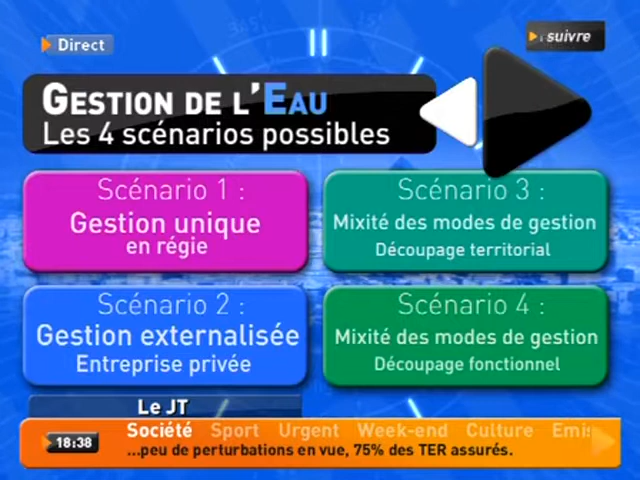 Direct
à suivre
GESTION DE L'EAU
Les 4 scénarios possibles
Scénario 1 :
Gestion unique
en régie
Scénario 3 :
Mixité des modes de gestion
Découpage territorial
Scénario 2 :
Gestion externalisée
Entreprise privée
Scénario 4 :
Mixité des modes de gestion
Découpage fonctionnel
Le JT
18:38
Société Sport Urgent Week-end Culture Emis
...peu de perturbations en vue, 75% des TER assurés.